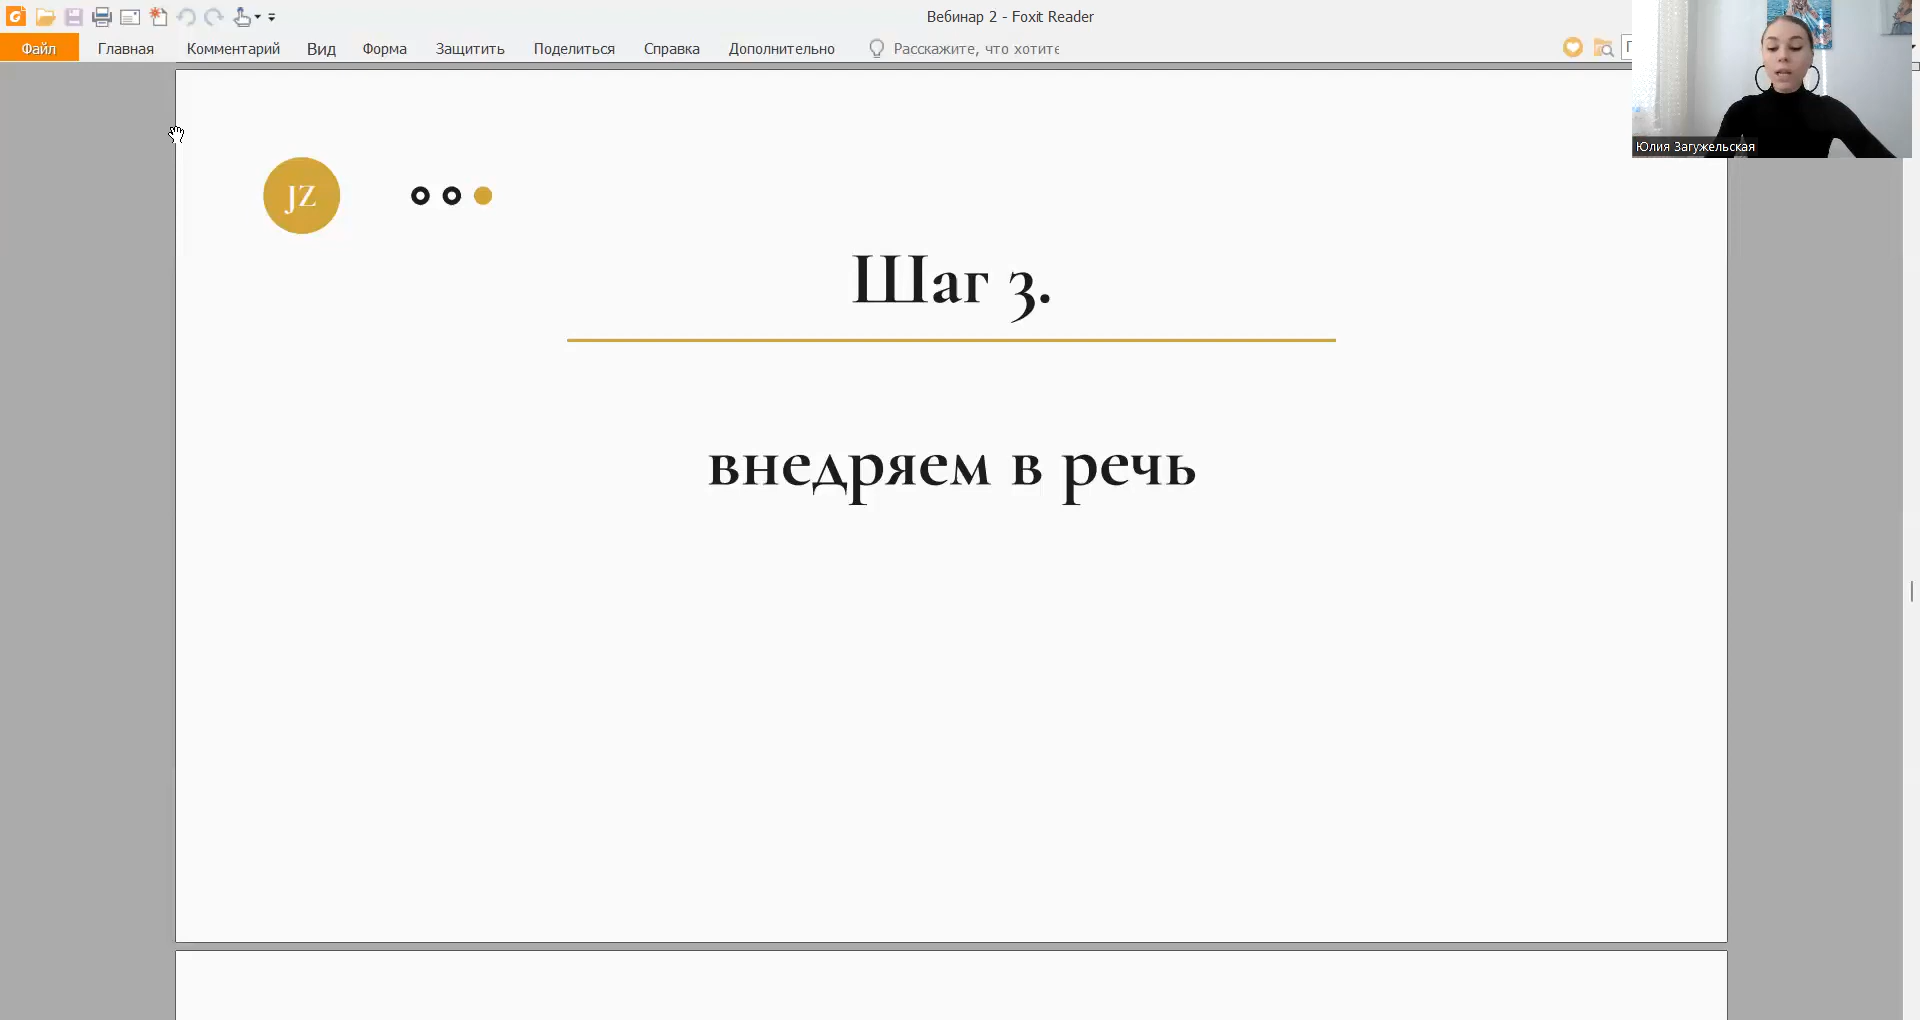 Вебинар 2 - Foxit Reader
Файл Главная Комментарий Вид Форма Защитить Поделиться Справка Дополнительно Расскажите, что хотите
Юлия Загужельская
JZ
Шаг 3.
внедряем в речь